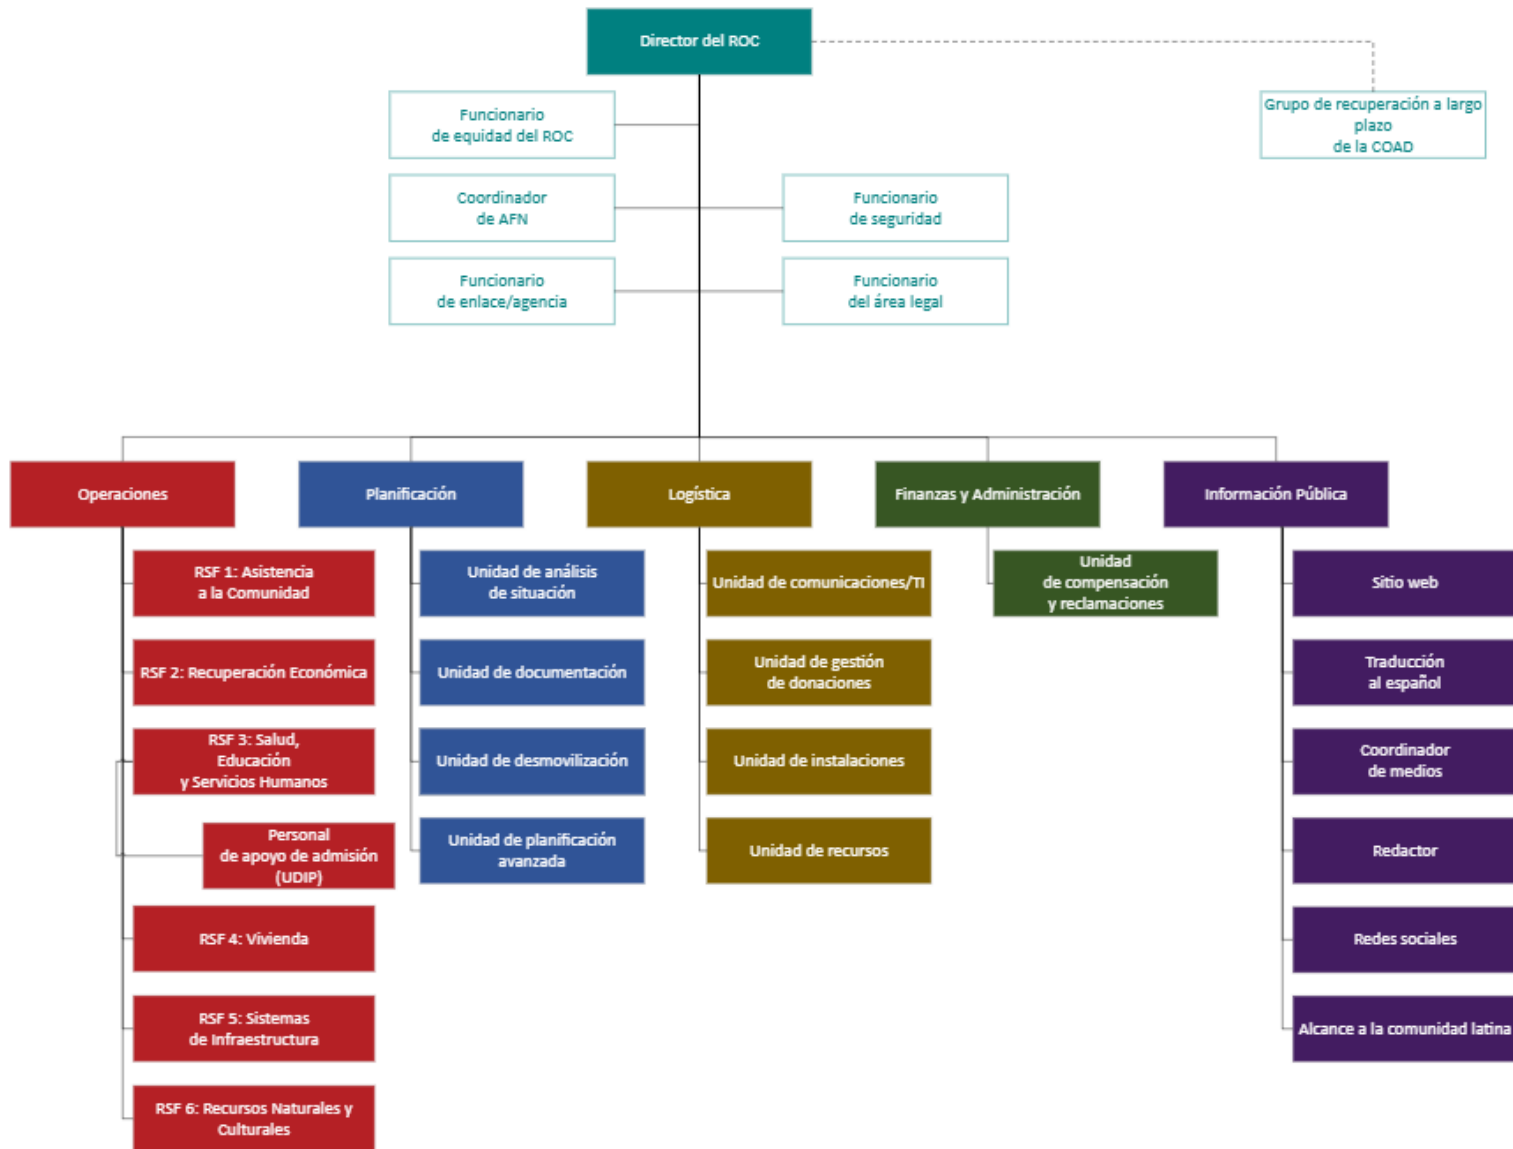 Director del ROC
Funcionario
de equidad del ROC
Grupo de recuperación a largo
plazo
de la COAD
Coordinador
de AFN
Funcionario
de seguridad
Funcionario
de enlace/agencia
Funcionario
del área legal
Operaciones
Planificación
Logística
Finanzas y Administración
Información Pública
RSF 1: Asistencia
a la Comunidad
RSF 2: Recuperación Económica
RSF 3: Salud,
Educación
y Servicios Humanos
Personal
de apoyo de admisión
(UDIP)
RSF 4: Vivienda
RSF 5: Sistemas
de Infraestructura
RSF 6: Recursos Naturales y
Culturales
Unidad de análisis
de situación
Unidad de documentación
Unidad de desmovilización
Unidad de planificación
avanzada
Unidad de comunicaciones/TI
Unidad de gestión
de donaciones
Unidad de instalaciones
Unidad de recursos
Unidad
de compensación
y reclamaciones
Sitio web
Traducción
al español
Coordinador
de medios
Redactor
Redes sociales
Alcance a la comunidad latina